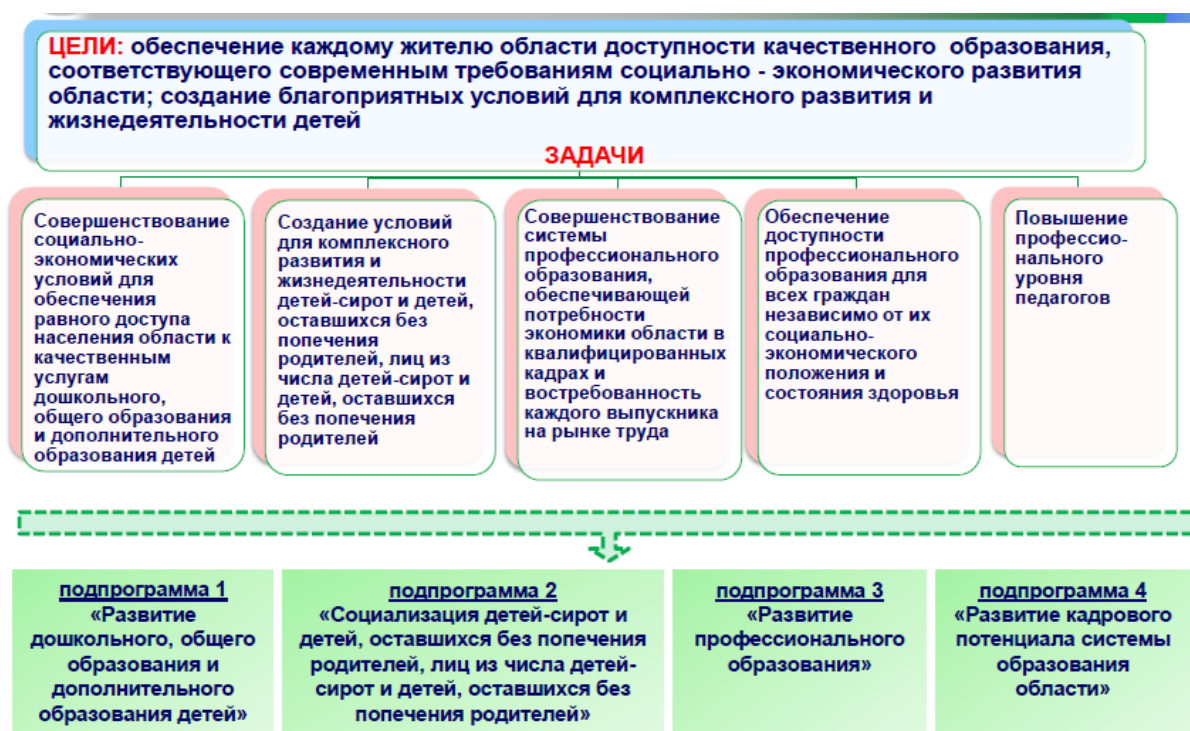 ЦЕЛИ: обеспечение каждому жителю области доступности качественного образования,
соответствующего современным требованиям социально - экономического развития
области; создание благоприятных условий для комплексного развития и
жизнедеятельности детей
ЗАДАЧИ
Совершенствование
социально-
экономических
условий для
обеспечения
равного доступа
населения области к
качественным
услугам
дошкольного,
общего образования
и дополнительного
образования детей
Создание условий
для комплексного
развития и
жизнедеятельности
детей-сирот и детей,
оставшихся без
попечения
родителей, лиц из
числа детей-сирот и
детей, оставшихся
без попечения
родителей
Совершенствование
системы
профессионального
образования,
обеспечивающей
потребности
экономики области в
квалифицированных
кадрах и
востребованность
каждого выпускника
на рынке труда
Обеспечение
доступности
профессионального
образования для
всех граждан
независимо от их
социально-
экономического
положения и
состояния здоровья
Повышение
профессио-
нального
уровня
педагогов
подпрограмма 1
«Развитие
дошкольного, общего
образования и
дополнительного
образования детей»
подпрограмма 2
«Социализация детей-сирот и
детей, оставшихся без попечения
родителей, лиц из числа детей-
сирот и детей, оставшихся без
попечения родителей»
подпрограмма 3
«Развитие
профессионального
образования»
подпрограмма 4
«Развитие кадрового
потенциала системы
образования
области»